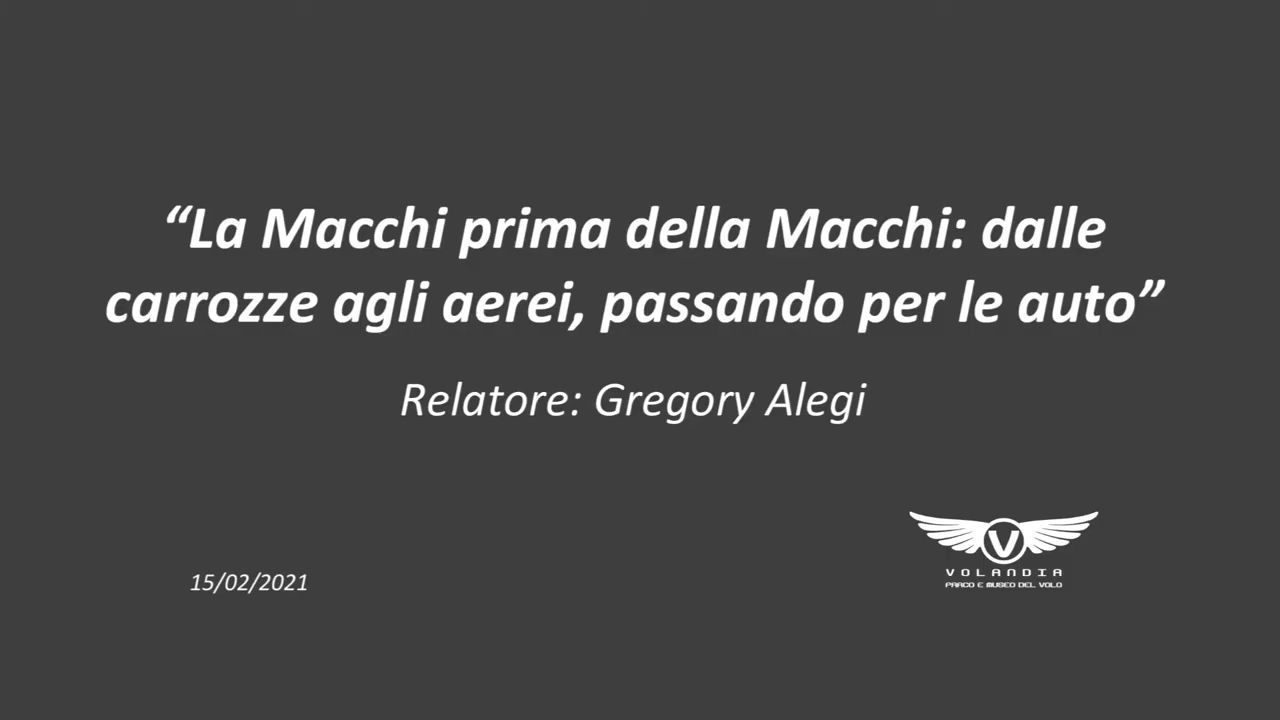 “La Macchi prima della Macchi: dalle
carrozze agli aerei, passando per le auto”
Relatore: Gregory Alegi
V
VOLANDIA
PARCO E MUSEO DEL VOLO
15/02/2021